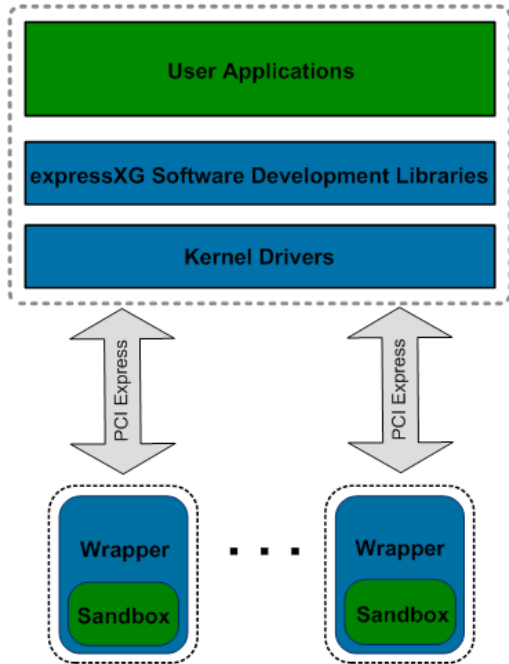 User Applications
expressXG Software Development Libraries
Kernel Drivers
PCI Express
PCI Express
Wrapper
Sandbox
. . .
Wrapper
Sandbox